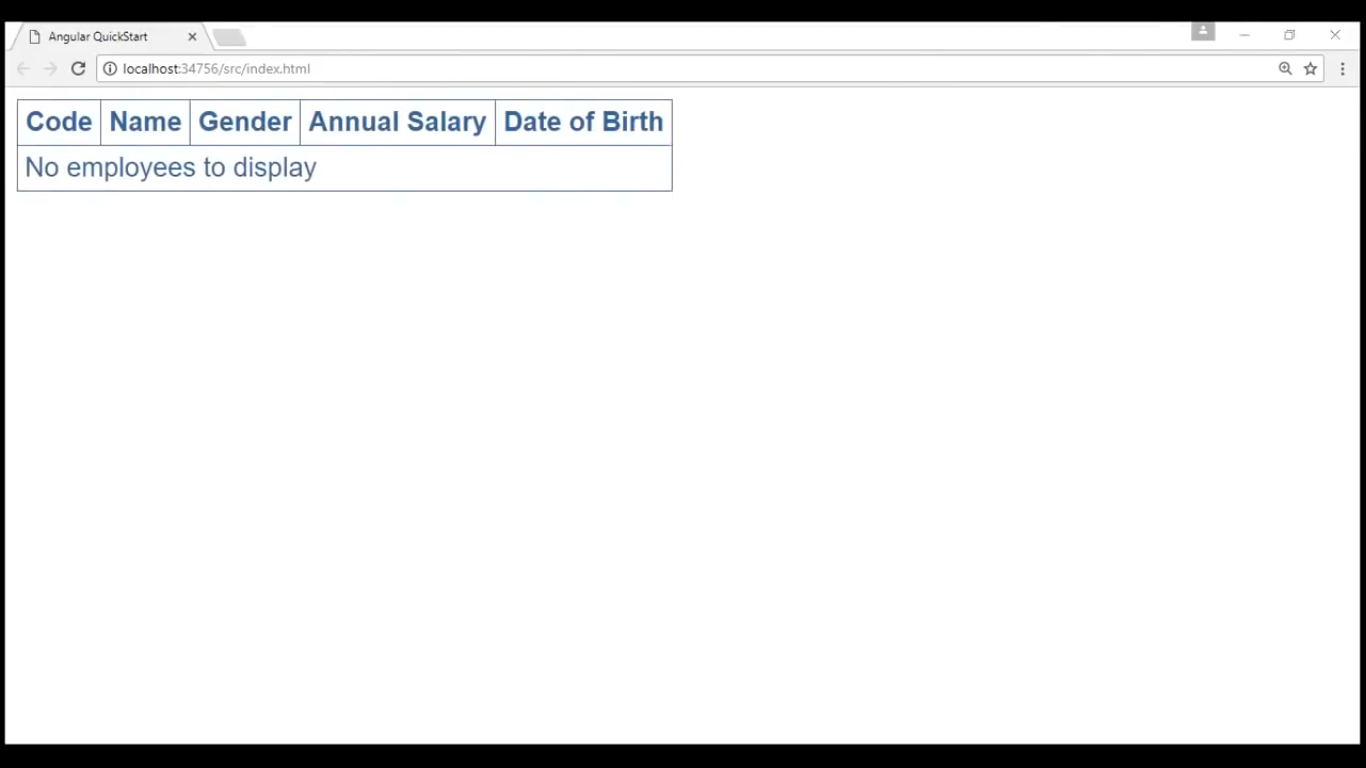 Angular QuickStart
localhost:34756/src/index.html
Code Name Gender Annual Salary Date of Birth
No employees to display